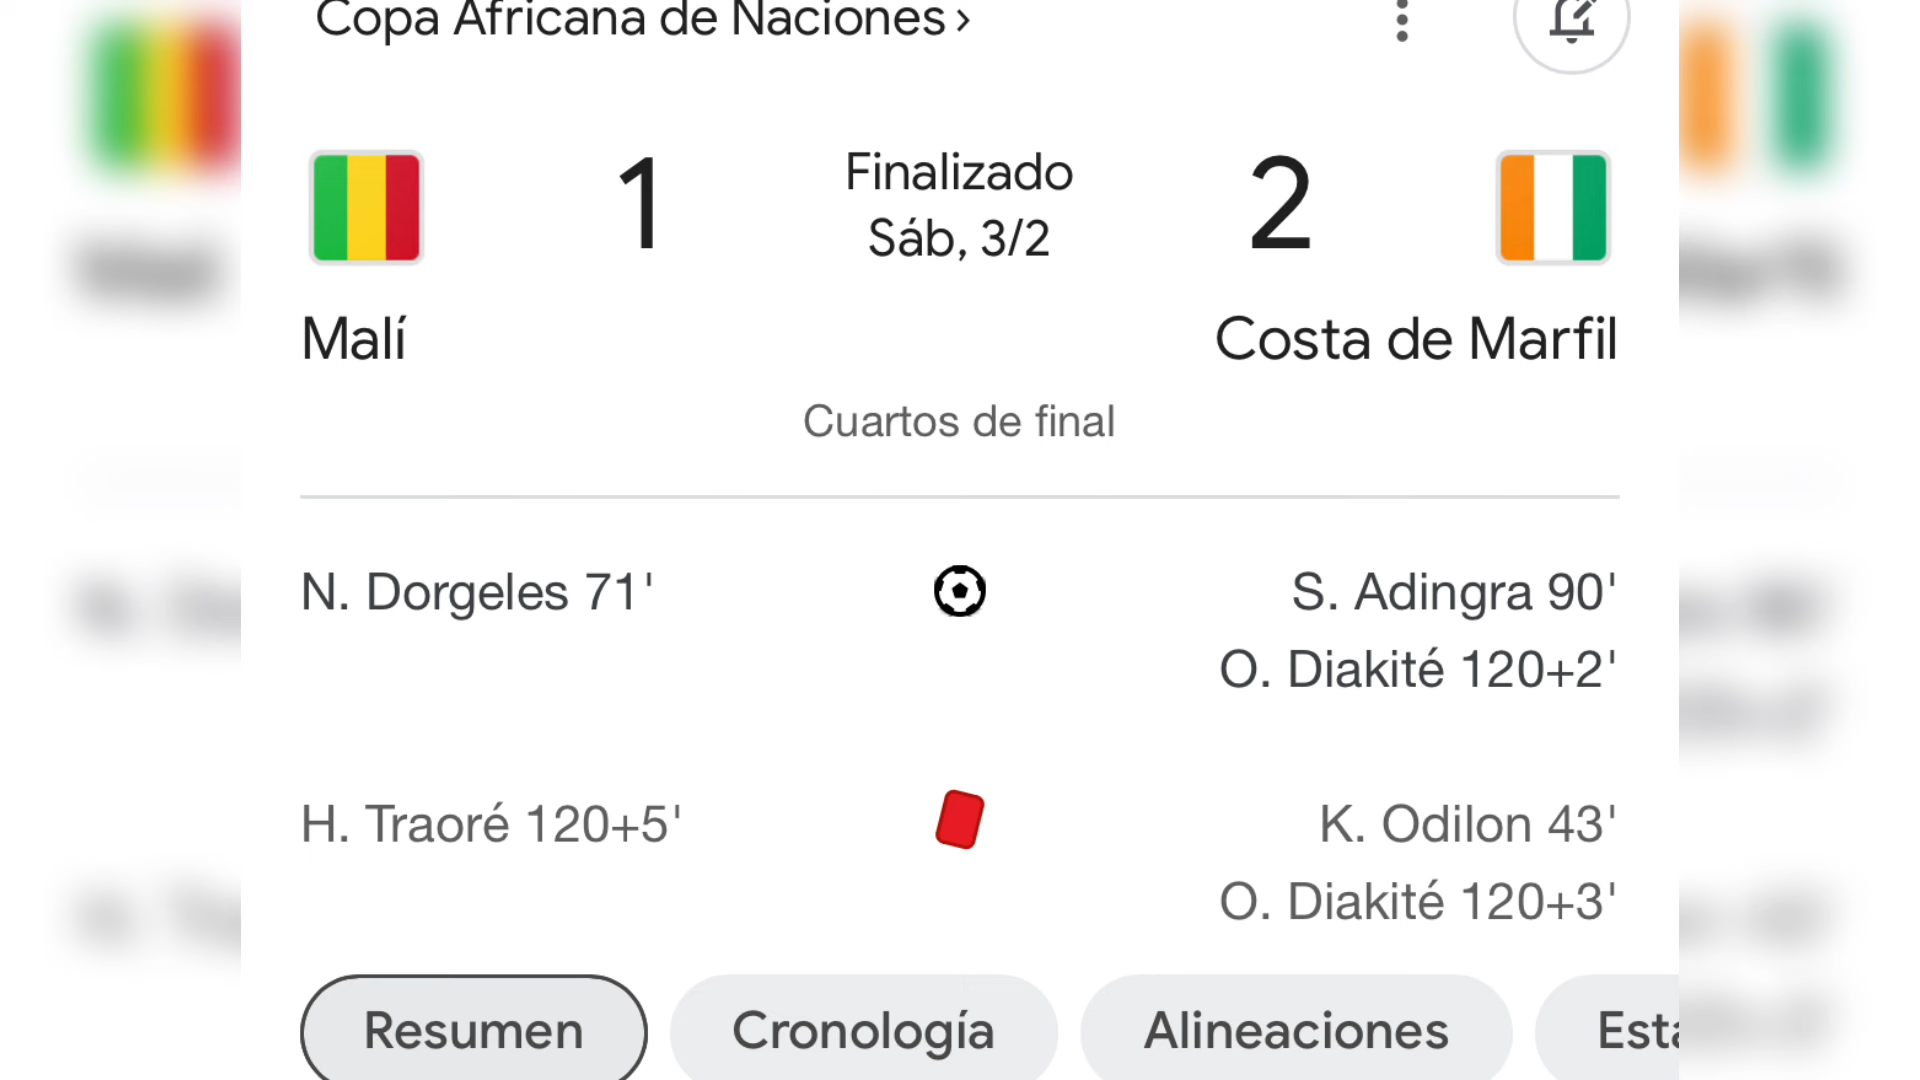 Copa Africana de Naciones ›
1 Finalizado 2
Sáb, 3/2
Malí Costa de Marfil
Cuartos de final
N. Dorgeles 71' S. Adingra 90'
O. Diakité 120+2'
H. Traoré 120+5' K. Odilon 43'
O. Diakité 120+3'
Resumen Cronología Alineaciones